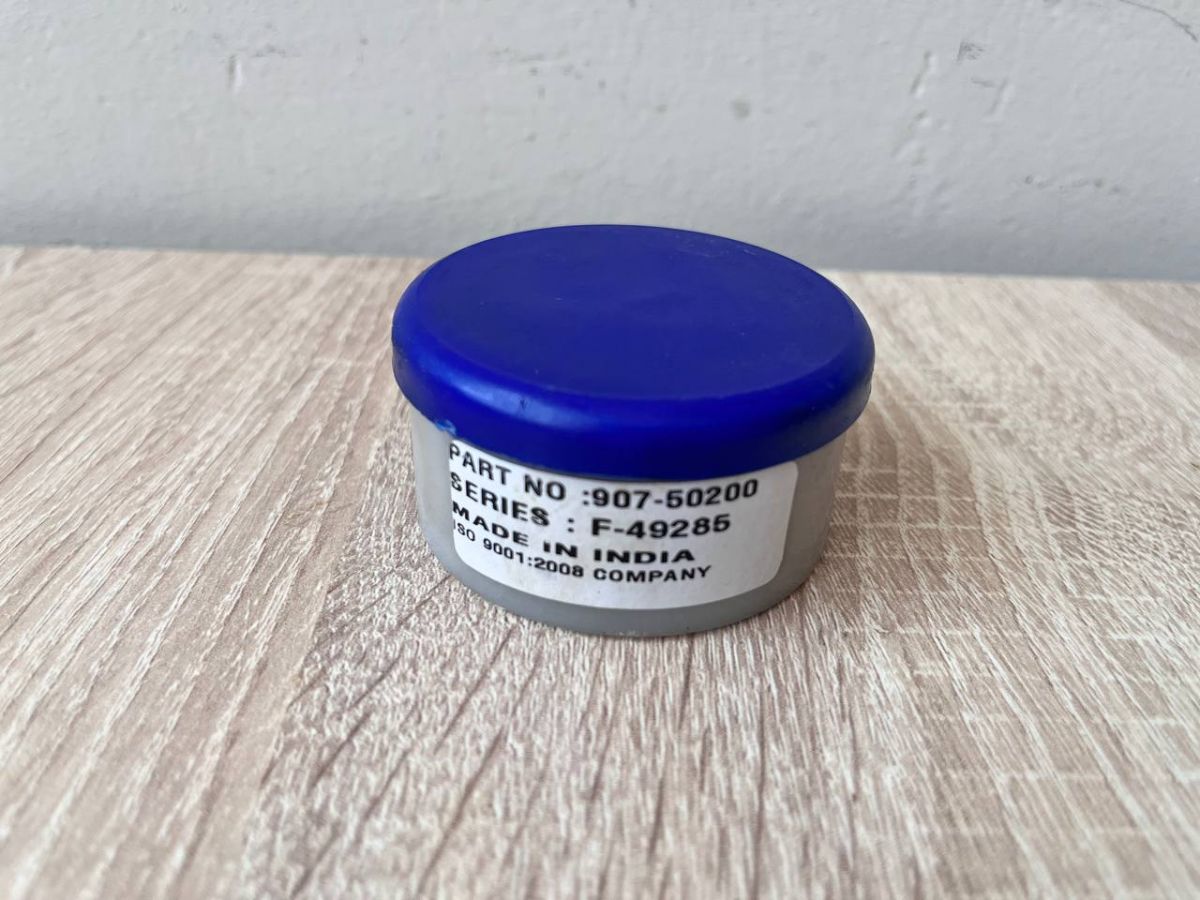 PART NO :907-50200
SERIES : F-49285
MADE IN INDIA
ISO 9001:2008 COMPANY